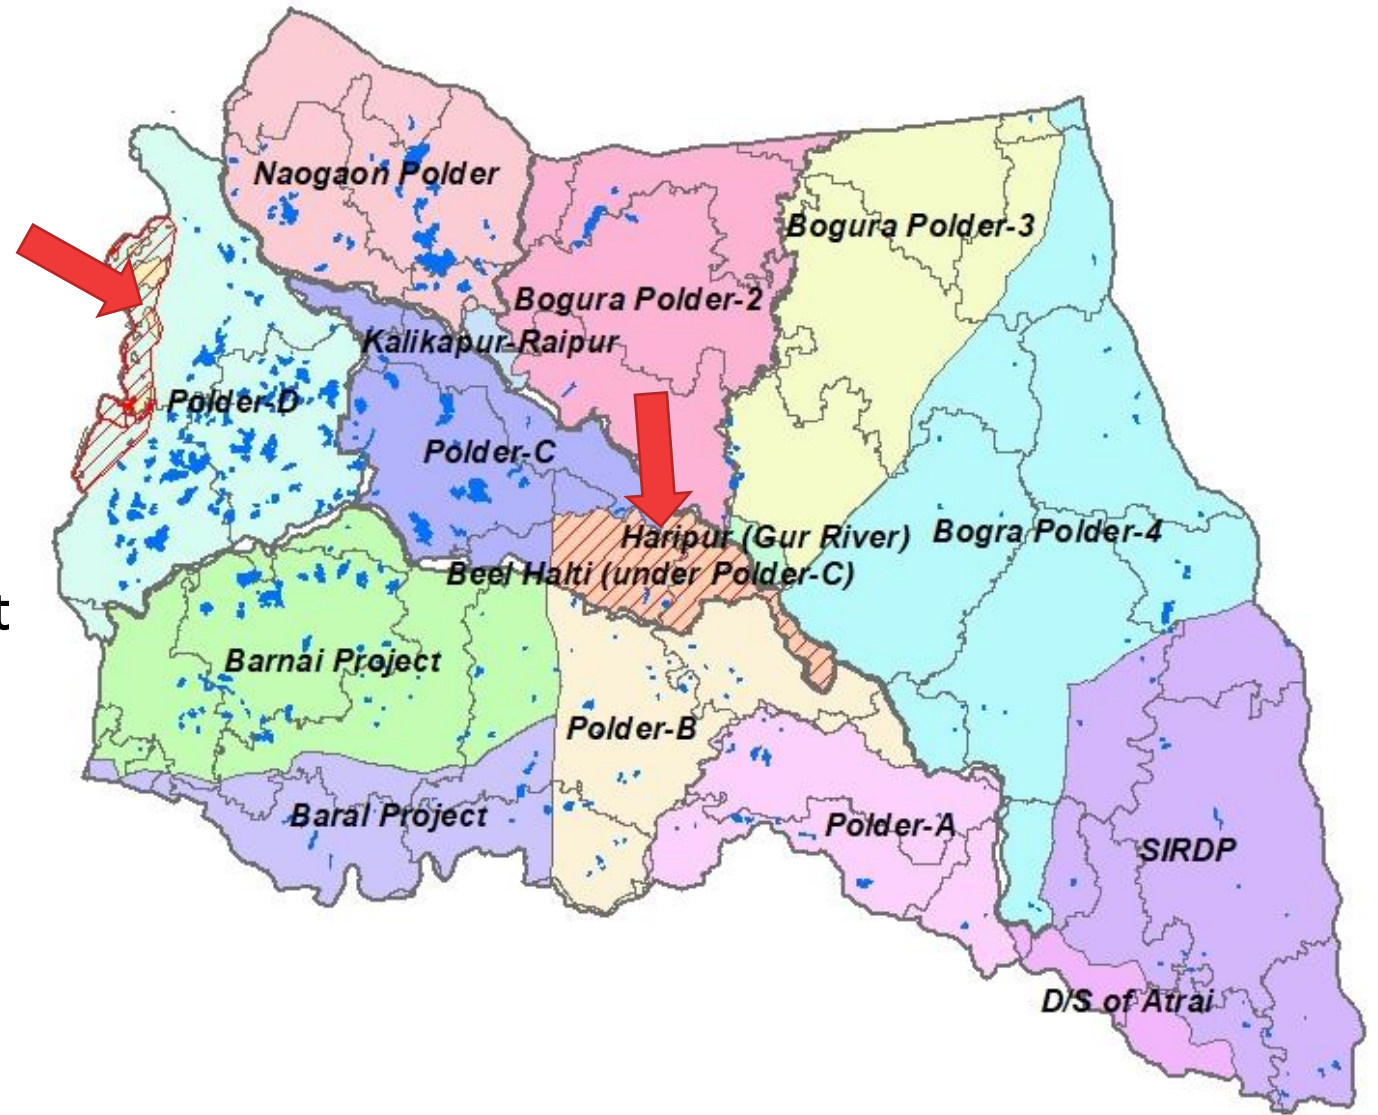 Naogaon Polder
Bogura Polder-3
Bogura Polder-2
Kalikapur-Raipur
Polder-D
Polder-C
Haripur (Gur River)
Bogra Polder-4
Beel Halti (under Polder-C)
t
Barnai Project
Polder-B
Baral Project
Polder-A
SIRDP
D/S of Atrai